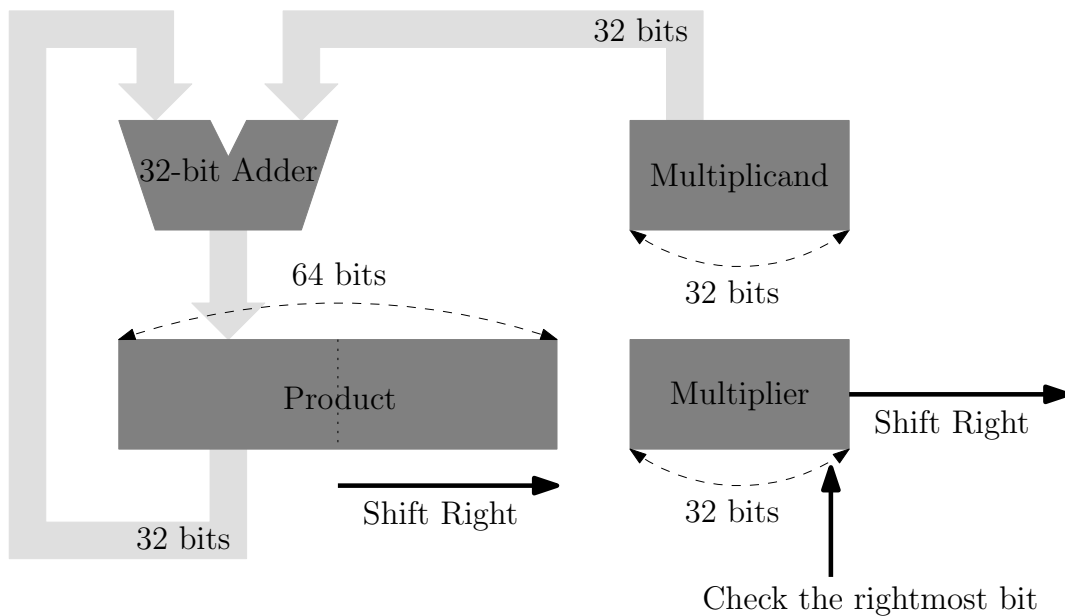 32 bits
32-bit Adder
Multiplicand
64 bits
32 bits
Product
Multiplier
Shift Right
Shift Right
32 bits
32 bits
Check the rightmost bit